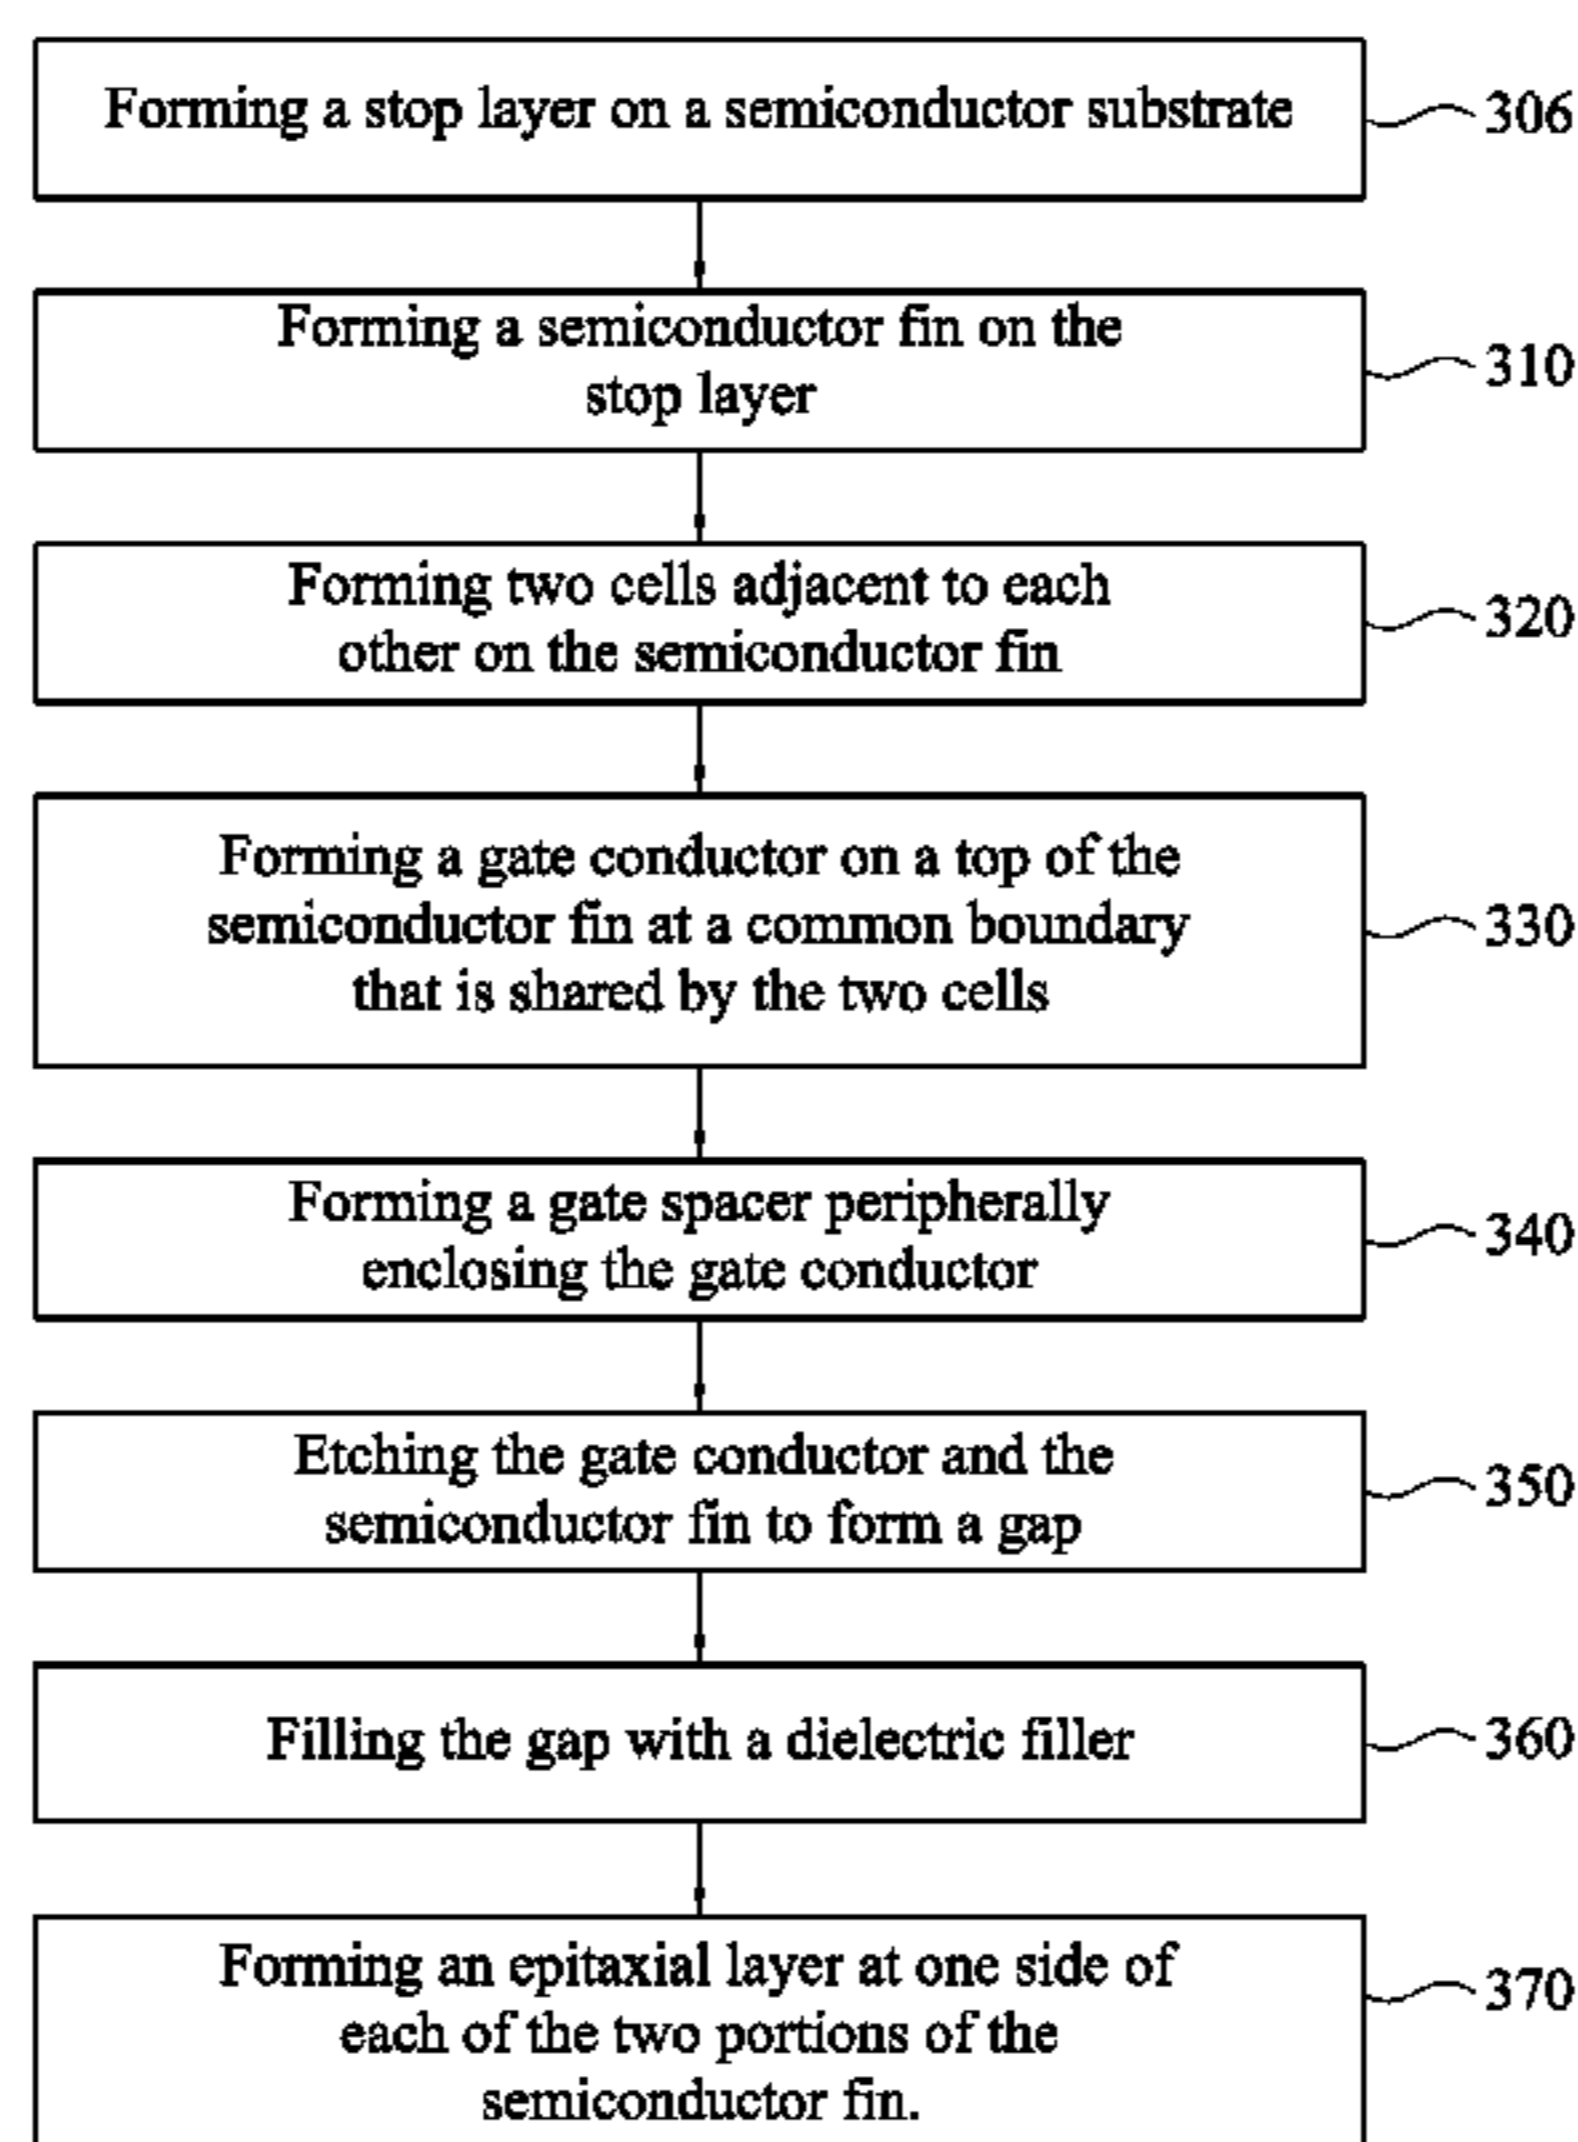 Forming a stop layer on a semiconductor substrate
306
Forming a semiconductor fin on the
stop layer
310
Forming two cells adjacent to each
other on the semiconductor fin
320
Forming a gate conductor on a top of the
semiconductor fin at a common boundary
that is shared by the two cells
330
Forming a gate spacer peripherally
enclosing the gate conductor
340
Etching the gate conductor and the
semiconductor fin to form a gap
350
Filling the gap with a dielectric filler
360
Forming an epitaxial layer at one side of
each of the two portions of the
semiconductor fin.
370